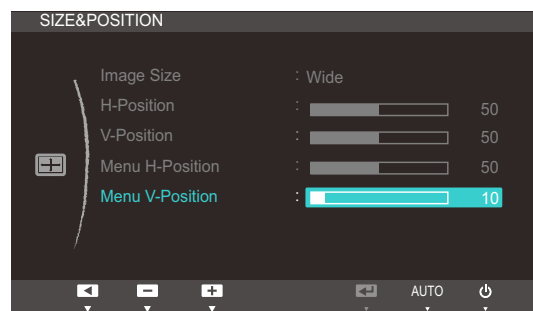 SIZE&POSITION
Image Size : Wide
H-Position : 50
V-Position : 50
Menu H-Position : 50
Menu V-Position : 10
AUTO